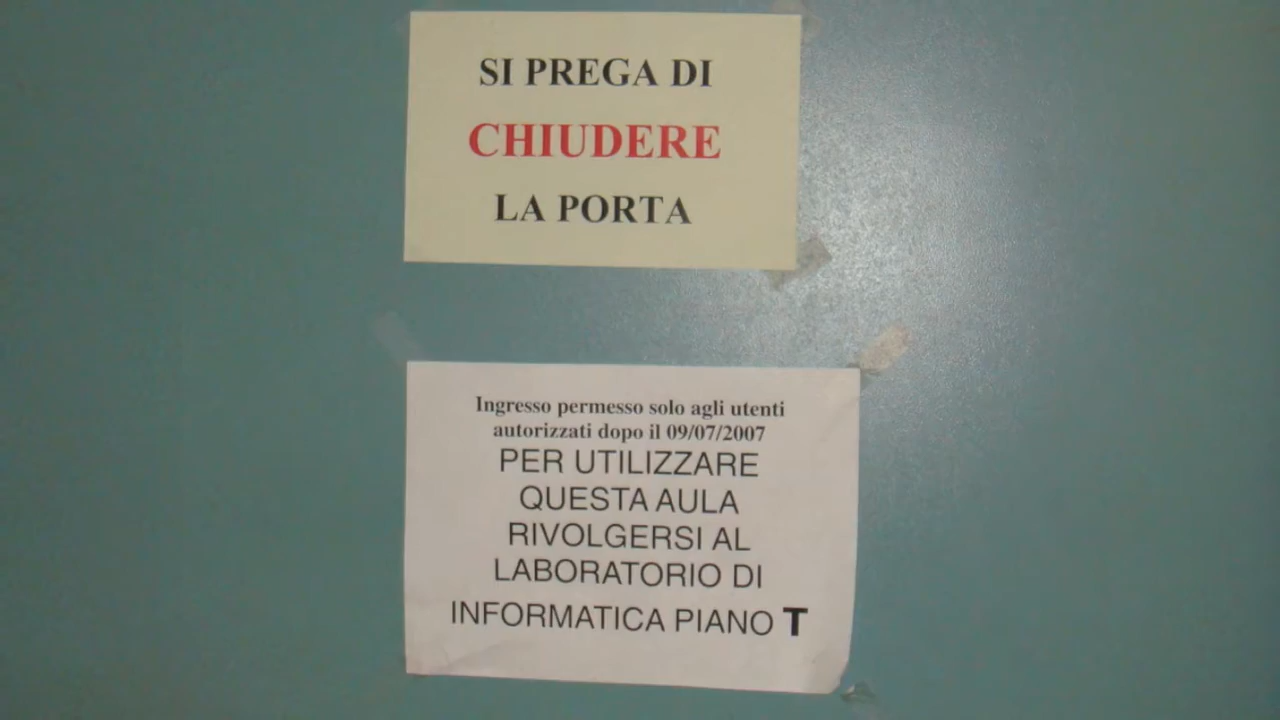 SI PREGA DI
CHIUDERE
LA PORTA
Ingresso permesso solo agli utenti
autorizzati dopo il 09/07/2007
PER UTILIZZARE
QUESTA AULA
RIVOLGERSI AL
LABORATORIO DI
INFORMATICA PIANO T